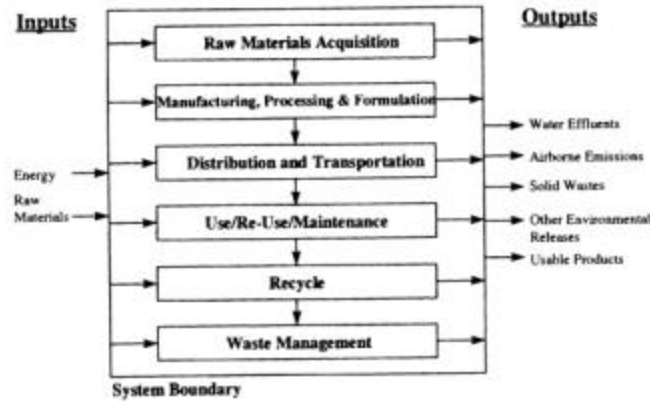 Inputs
Outputs
Raw Materials Acquisition
Manufacturing, Processing & Formulation
Distribution and Transportation
Use/Re-Use/Maintenance
Recycle
Waste Management
Energy
Raw
Materials
Water Effluents
Airborne Emissions
Solid Wastes
Other Environmental
Releases
Usable Products
System Boundary